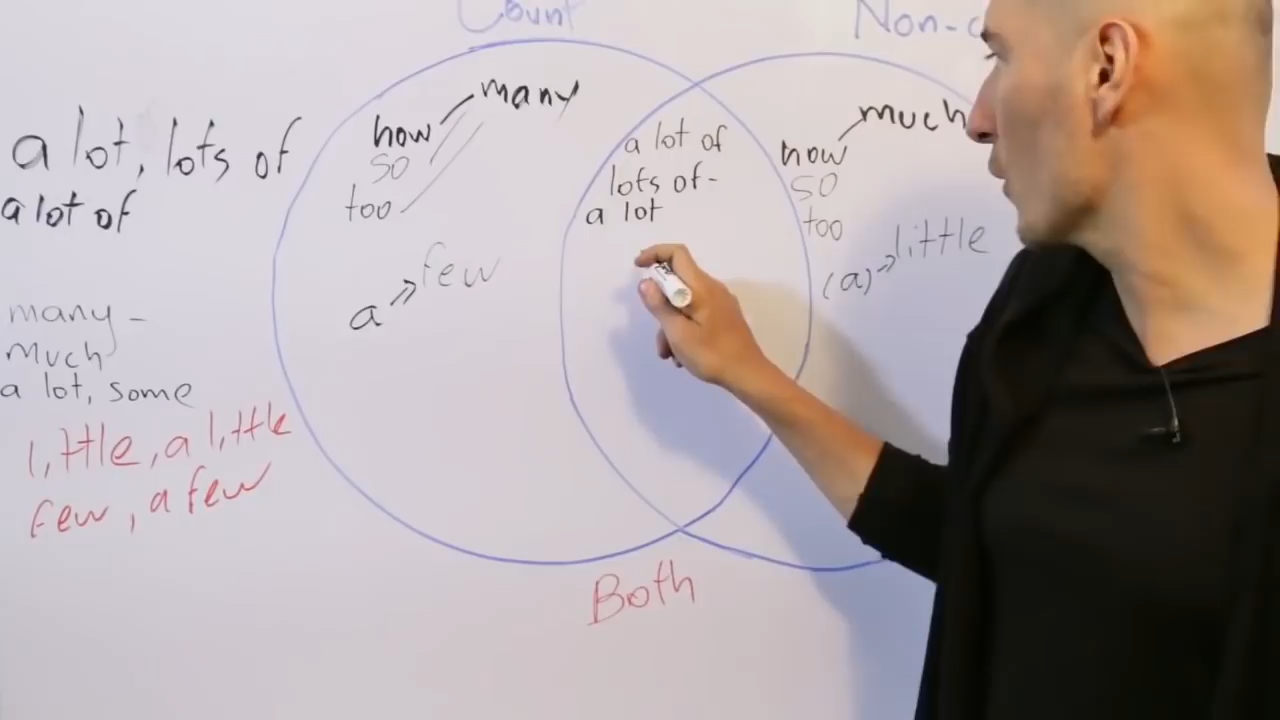 Count
Non-c
a lot, lots of
a lot of
many -
much
a lot, some
little, a little
few, a few
many
how
so
too
a few
a lot of
lots of-
a lot
much
how
so
too
(a) little
Both